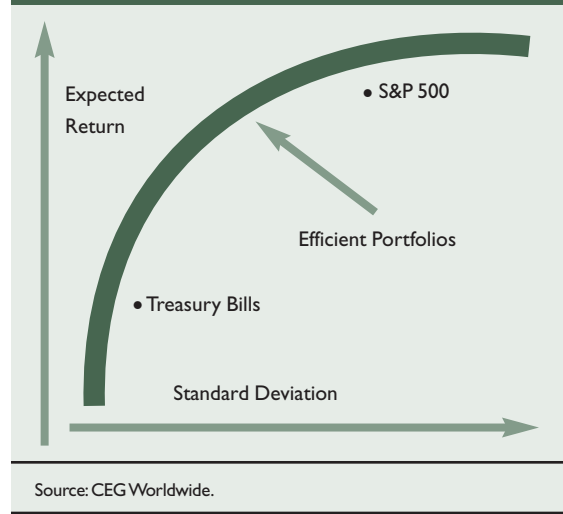 Expected
Return
• S&P 500
Efficient Portfolios
• Treasury Bills
Standard Deviation
Source: CEG Worldwide.